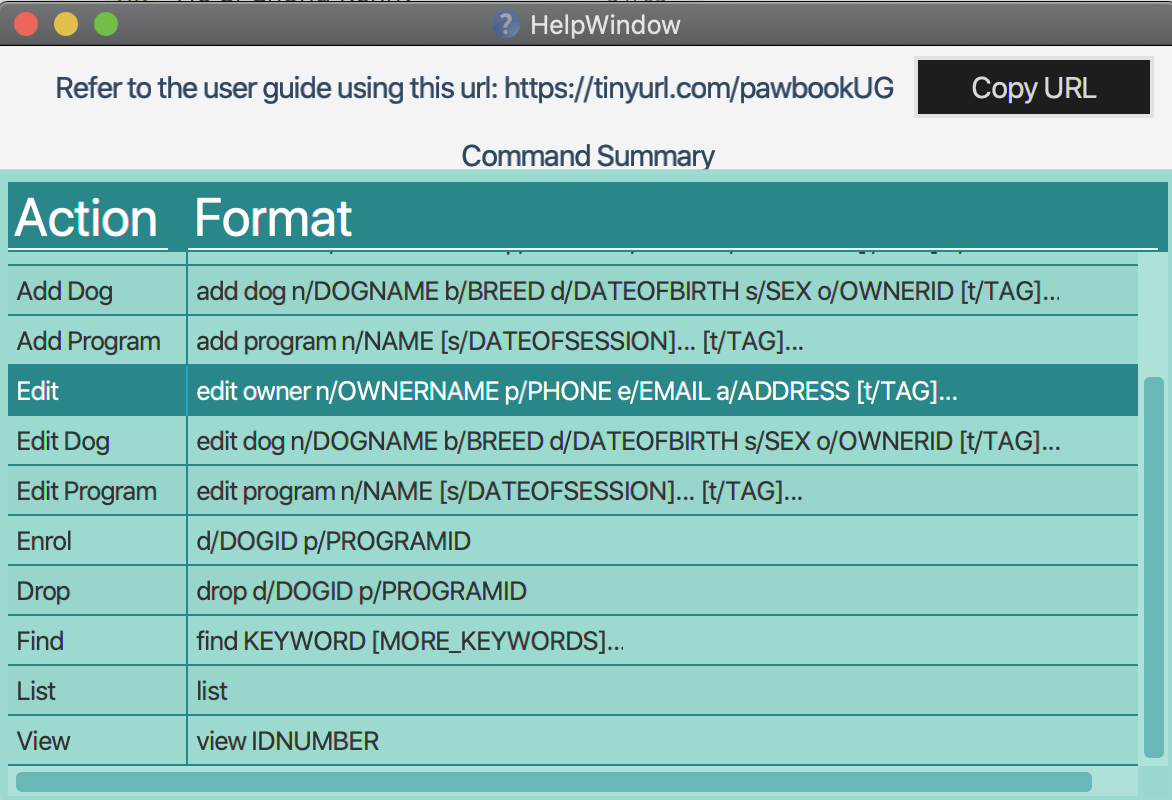 HelpWindow
Refer to the user guide using this url: https://tinyurl.com/pawbookUG
Copy URL
Command Summary
Action Format
Add Dog add dog n/DOGNAME b/BREED d/DATEOFBIRTH s/SEX o/OWNERID [t/TAG]...
Add Program add program n/NAME [s/DATEOFSESSION]... [t/TAG]...
Edit edit owner n/OWNERNAME p/PHONE e/EMAIL a/ADDRESS [t/TAG]...
Edit Dog edit dog n/DOGNAME b/BREED d/DATEOFBIRTH s/SEX o/OWNERID [t/TAG]...
Edit Program edit program n/NAME [s/DATEOFSESSION]... [t/TAG]...
Enrol d/DOGID p/PROGRAMID
Drop drop d/DOGID p/PROGRAMID
Find find KEYWORD [MORE_KEYWORDS]...
List list
View view IDNUMBER